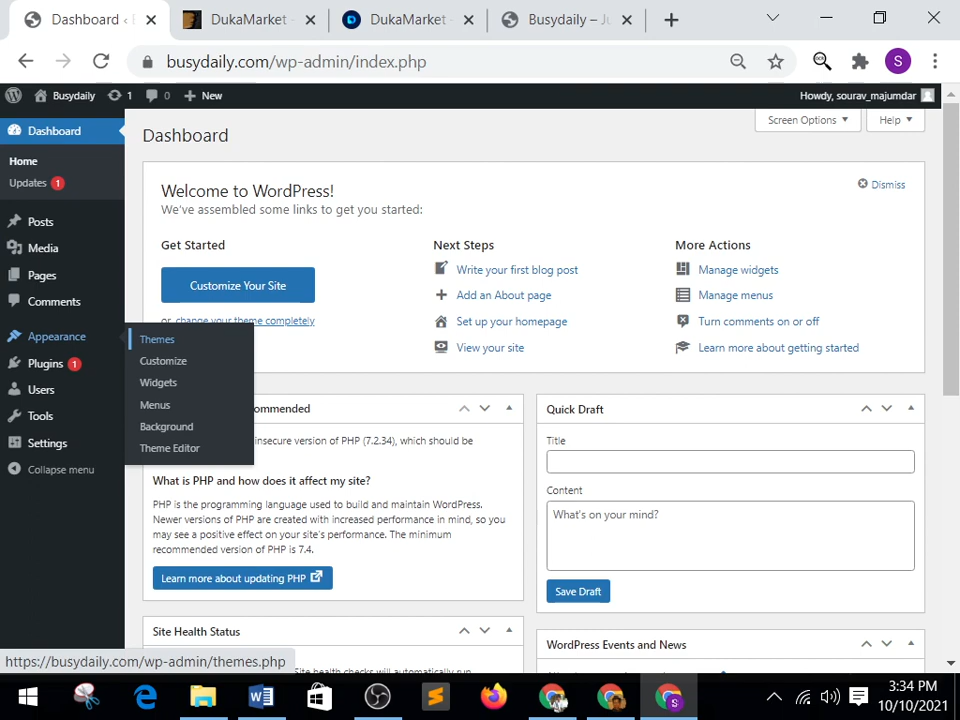 Dashboard ‹ B
DukaMarket -
DukaMarket –
Busydaily – Ju
busydaily.com/wp-admin/index.php
S
Busydaily
1
0
New
Howdy, sourav_majumdar
Dashboard
Home
Updates 1
Posts
Media
Pages
Comments
Appearance
Plugins 1
Users
Tools
Settings
Collapse menu
Themes
Customize
Widgets
Menus
Background
Theme Editor
Dashboard
Screen Options
Help
Welcome to WordPress!
We've assembled some links to get you started:
Dismiss
Get Started
Customize Your Site
or change your theme completely
Next Steps
Write your first blog post
Add an About page
Set up your homepage
View your site
More Actions
Manage widgets
Manage menus
Turn comments on or off
Learn more about getting started
ommended
insecure version of PHP (7.2.34), which should be
What is PHP and how does it affect my site?
PHP is the programming language used to build and maintain WordPress.
Newer versions of PHP are created with increased performance in mind, so you
may see a positive effect on your site's performance. The minimum
recommended version of PHP is 7.4.
Learn more about updating PHP
Site Health Status
Site health checks will automatically run
Quick Draft
Title
Content
What's on your mind?
Save Draft
WordPress Events and News
https://busydaily.com/wp-admin/themes.php
3:34 PM
10/10/2021